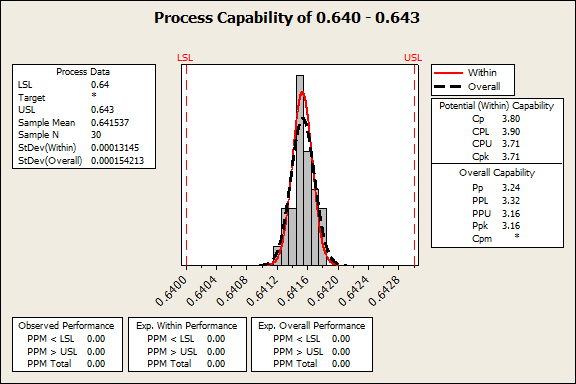 Process Capability of 0.640 - 0.643
LSL USL
Process Data
LSL 0.64
Target *
USL 0.643
Sample Mean 0.641537
Sample N 30
StDev(Within) 0.00013145
StDev(Overall) 0.000154213
Within
Overall
Potential (Within) Capability
Cp 3.80
CPL 3.90
CPU 3.71
Cpk 3.71
Overall Capability
Pp 3.24
PPL 3.32
PPU 3.16
Ppk 3.16
Cpm *
0.6400 0.6404 0.6408 0.6412 0.6416 0.6420 0.6424 0.6428
Observed Performance
PPM < LSL 0.00
PPM > USL 0.00
PPM Total 0.00
Exp. Within Performance
PPM < LSL 0.00
PPM > USL 0.00
PPM Total 0.00
Exp. Overall Performance
PPM < LSL 0.00
PPM > USL 0.00
PPM Total 0.00